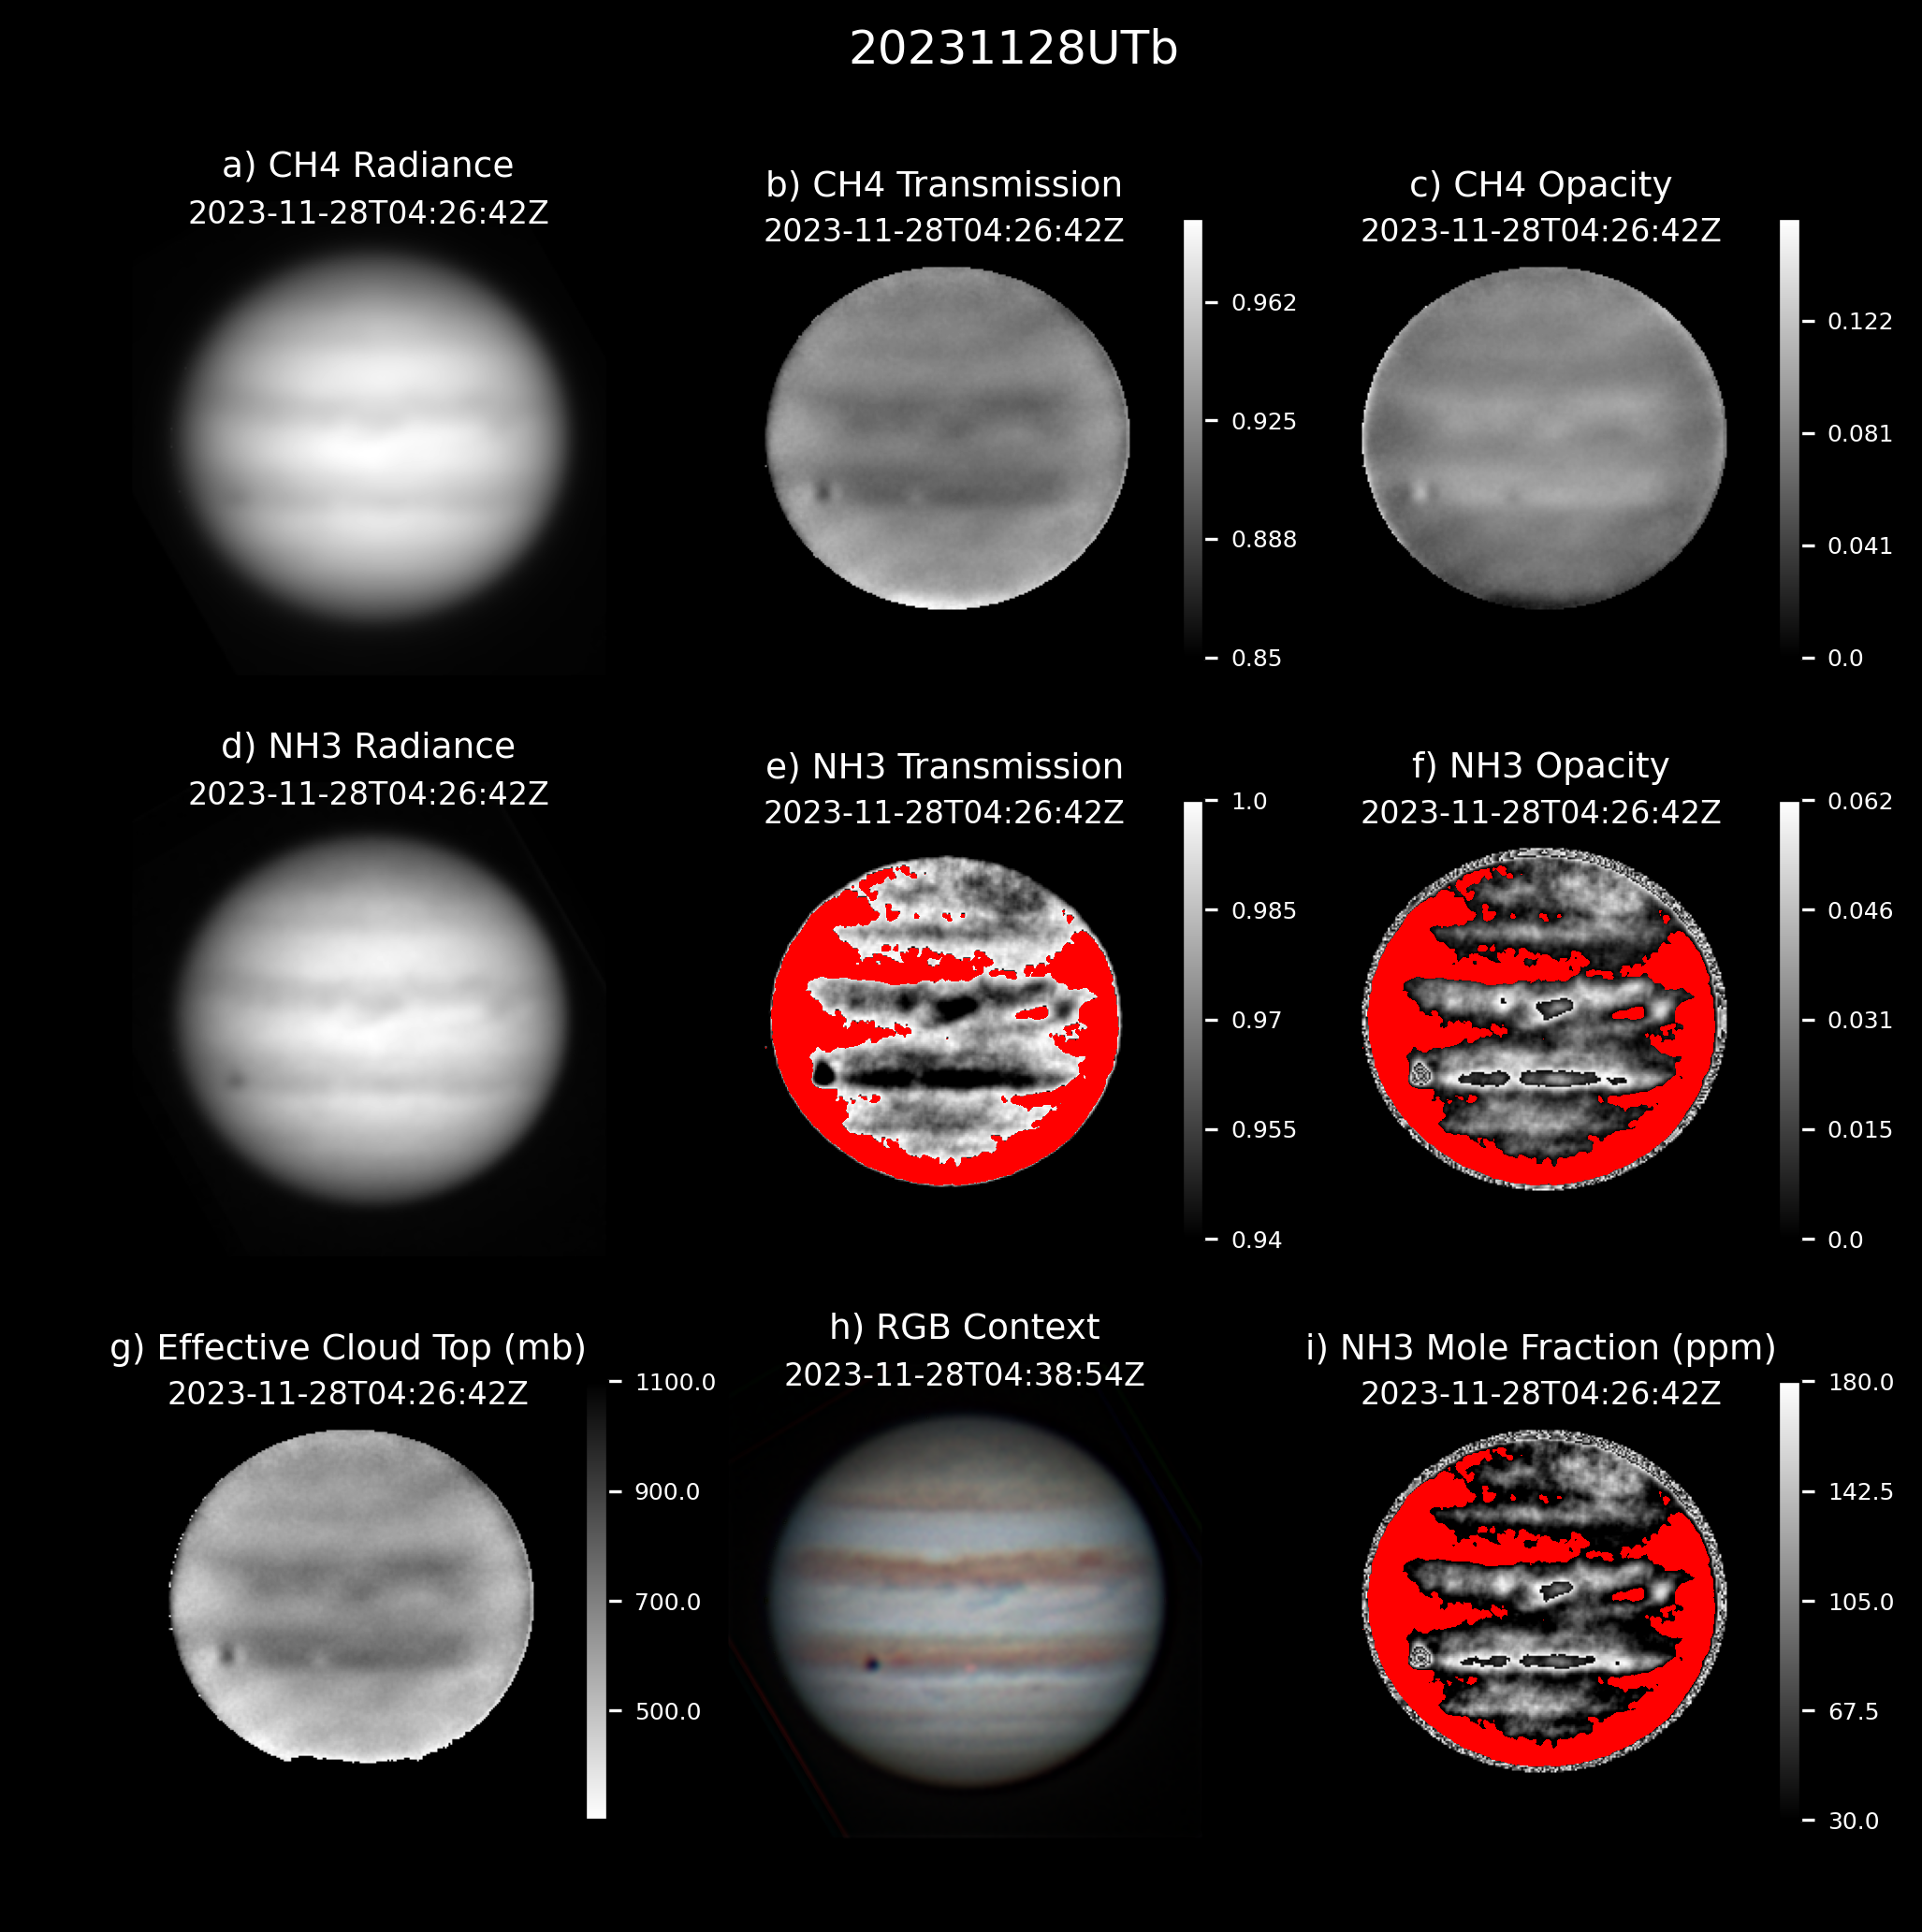 20231128UTb
a) CH4 Radiance
2023-11-28T04:26:42Z
b) CH4 Transmission
2023-11-28T04:26:42Z
0.962
0.925
0.888
0.85
c) CH4 Opacity
2023-11-28T04:26:42Z
0.122
0.081
0.041
0.0
d) NH3 Radiance
2023-11-28T04:26:42Z
e) NH3 Transmission
2023-11-28T04:26:42Z
1.0
0.985
0.97
0.955
0.94
f) NH3 Opacity
2023-11-28T04:26:42Z
0.062
0.046
0.031
0.015
0.0
g) Effective Cloud Top (mb)
2023-11-28T04:26:42Z
1100.0
900.0
700.0
500.0
h) RGB Context
2023-11-28T04:38:54Z
i) NH3 Mole Fraction (ppm)
2023-11-28T04:26:42Z
180.0
142.5
105.0
67.5
30.0